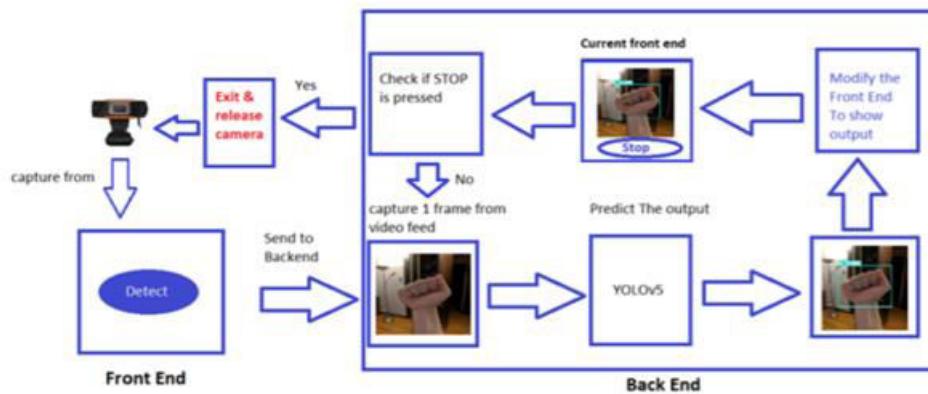 Current front end
Check if STOP
is pressed
Yes
Exit &
release
camera
Stop
Modify the
Front End
To show
output
capture from
No
capture 1 frame from
video feed
Predict The output
Send to
Backend
Detect
YOLOv5
Front End
Back End